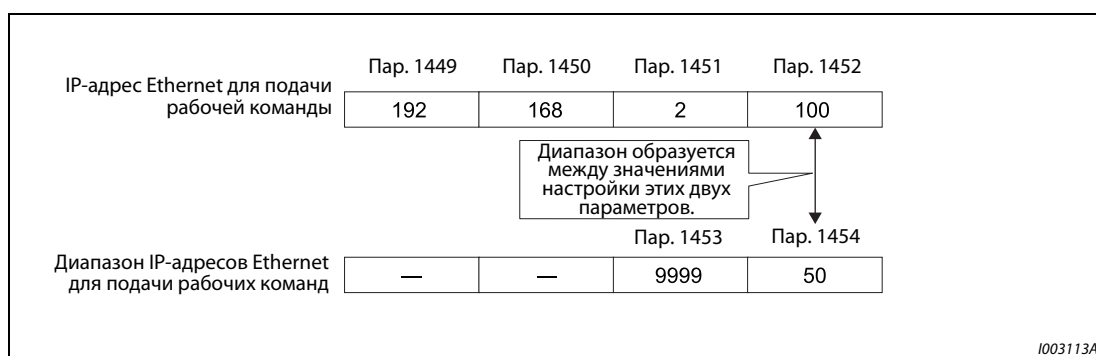 Пар. 1449 Пар. 1450 Пар. 1451 Пар. 1452
IP-адрес Ethernet для подачи
рабочей команды
192 168 2 100
Диапазон образуется
между значениями
настройки этих двух
параметров.
Пар. 1453 Пар. 1454
Диапазон IP-адресов Ethernet
для подачи рабочих команд
— — 9999 50
I003113A